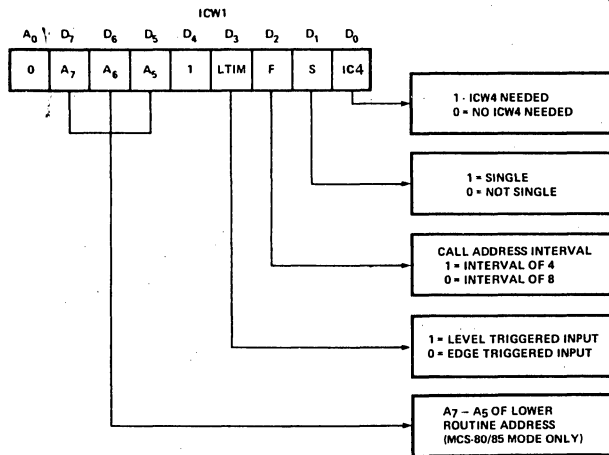 ICW1
A0 D7 D6 D5 D4 D3 D2 D1 D0
0 A7 A6 A5 1 LTIM F S IC4
1 - ICW4 NEEDED
0 = NO ICW4 NEEDED
1 = SINGLE
0 = NOT SINGLE
CALL ADDRESS INTERVAL
1 = INTERVAL OF 4
0 = INTERVAL OF 8
1 = LEVEL TRIGGERED INPUT
0 = EDGE TRIGGERED INPUT
A7 – A5 OF LOWER
ROUTINE ADDRESS
(MCS-80/85 MODE ONLY)